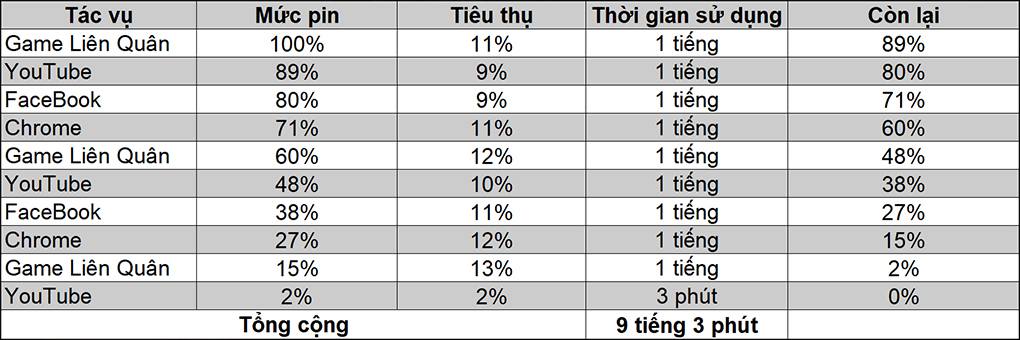 Tác vụ Mức pin Tiêu thụ Thời gian sử dụng Còn lại
Game Liên Quân 100% 11% 1 tiếng 89%
YouTube 89% 9% 1 tiếng 80%
FaceBook 80% 9% 1 tiếng 71%
Chrome 71% 11% 1 tiếng 60%
Game Liên Quân 60% 12% 1 tiếng 48%
YouTube 48% 10% 1 tiếng 38%
FaceBook 38% 11% 1 tiếng 27%
Chrome 27% 12% 1 tiếng 15%
Game Liên Quân 15% 13% 1 tiếng 2%
YouTube 2% 2% 3 phút 0%
Tổng cộng 9 tiếng 3 phút